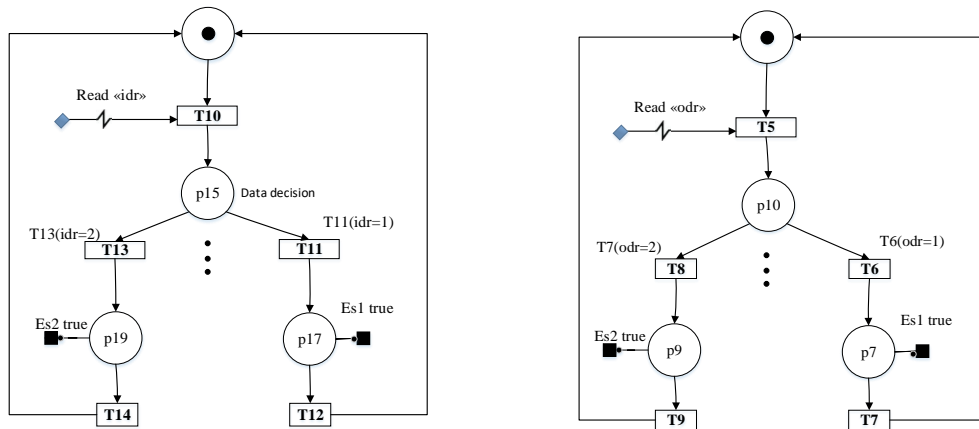 Read «idr»
T10
p15
Data decision
T13(idr=2)
T11(idr=1)
T13
T11
Es2 true
Es1 true
p19
p17
T14
T12
Read «odr»
T5
p10
T7(odr=2)
T6(odr=1)
T8
T6
Es2 true
Es1 true
p9
p7
T9
T7